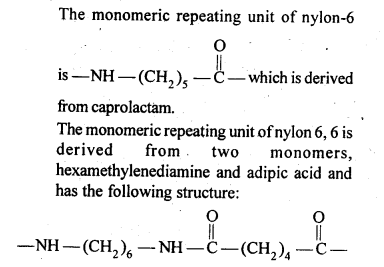 The monomeric repeating unit of nylon-6
O
||
is —NH—(CH₂)₅ —C—which is derived
from caprolactam.
The monomeric repeating unit of nylon 6, 6 is
derived from two monomers,
hexamethylenediamine and adipic acid and
has the following structure:
O O
|| ||
—NH—(CH₂)₆ —NH—C—(CH₂)₄ —C—